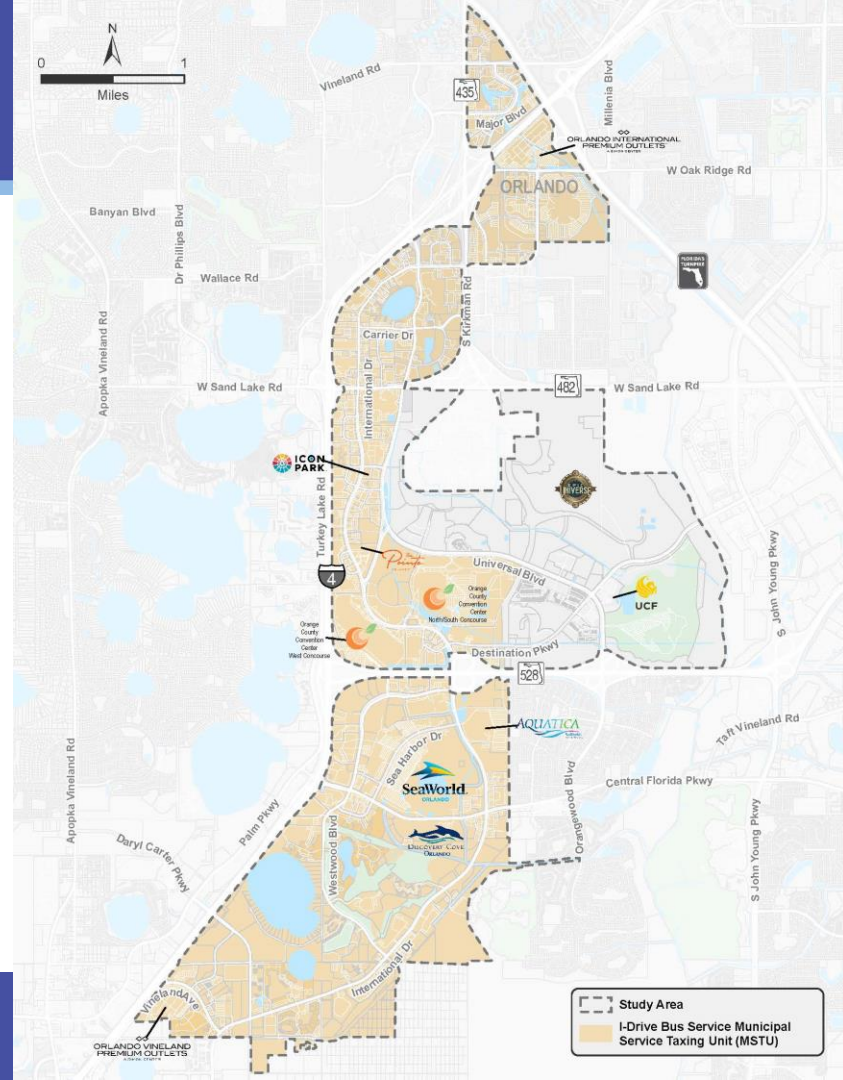 N
0
1
Miles
Vineland Rd
435
Millenia Blvd
Major Blvd
ORLANDO INTERNATIONAL
PREMIUM OUTLETS
W Oak Ridge Rd
ORLANDO
Banyan Blvd
Dr Phillips Blvd
FLORIDA'S
TURNPIKE
Wallace Rd
S Kirkman Rd
Apopka Vineland Rd
Carrier Dr
International Dr
W Sand Lake Rd
482
W Sand Lake Rd
ICON
PARK
Turkey Lake Rd
Pointe
Universal Blvd
4
Orange
County
Convention
Center
North/South Concourse
UCF
S John Young Pkwy
Orange
County
Convention
Center
West Concourse
Destination Pkwy
528
AQUATICA
Taft Vineland Rd
Sea Harbor Dr
SeaWorld
ORLANDO
Central Florida Pkwy
Orangewood Blvd
Apopka Vineland Rd
Palm Pkwy
Westwood Blvd
DISCOVERY COVE
ORLANDO
Daryl Carter Pkwy
S John Young Pkwy
International Dr
Vineland Ave
ORLANDO VINELAND
PREMIUM OUTLETS
Study Area
I-Drive Bus Service Municipal
Service Taxing Unit (MSTU)